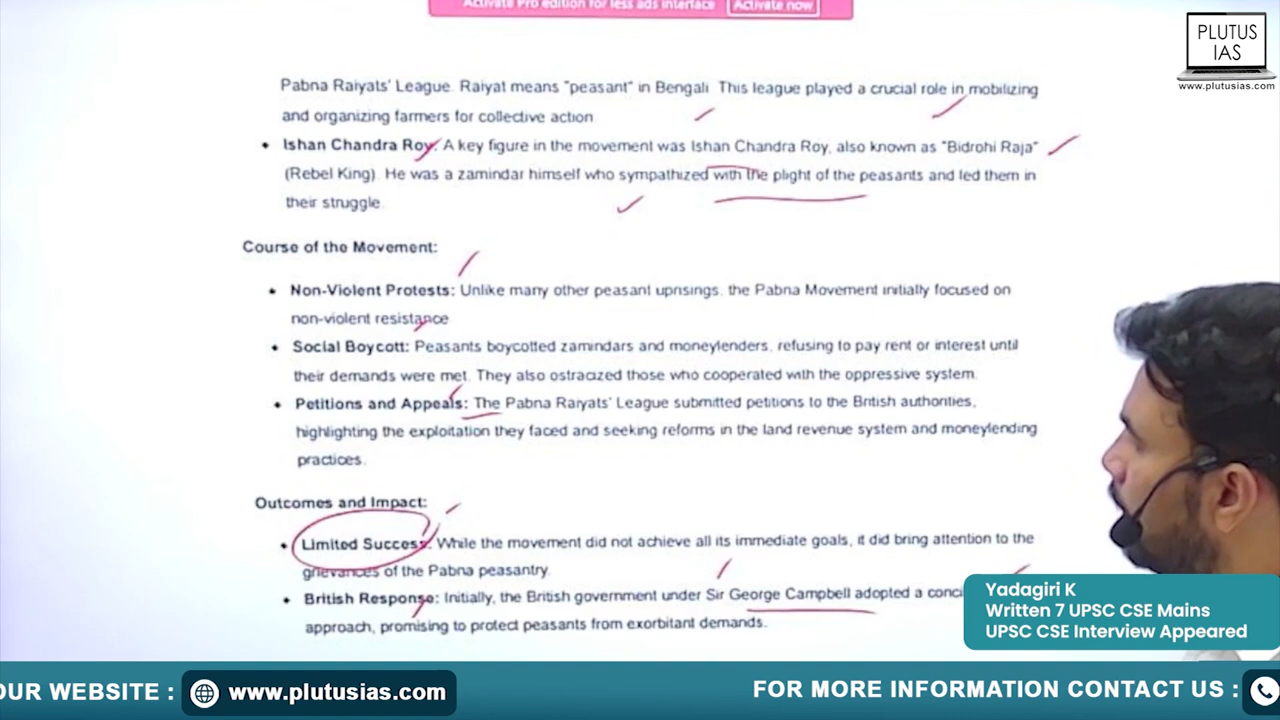 Activate Pro edition for less ads interface Activate now
PLUTUS
IAS
www.plutusias.com
Pabna Raiyats' League. Raiyat means "peasant" in Bengali. This league played a crucial role in mobilizing
and organizing farmers for collective action
• Ishan Chandra Roy: A key figure in the movement was Ishan Chandra Roy, also known as "Bidrohi Raja"
(Rebel King). He was a zamindar himself who sympathized with the plight of the peasants and led them in
their struggle.
Course of the Movement:
• Non-Violent Protests: Unlike many other peasant uprisings, the Pabna Movement initially focused on
non-violent resistance
• Social Boycott: Peasants boycotted zamindars and moneylenders, refusing to pay rent or interest until
their demands were met. They also ostracized those who cooperated with the oppressive system.
• Petitions and Appeals: The Pabna Raiyats' League submitted petitions to the British authorities,
highlighting the exploitation they faced and seeking reforms in the land revenue system and moneylending
practices.
Outcomes and Impact:
• Limited Success: While the movement did not achieve all its immediate goals, it did bring attention to the
grievances of the Pabna peasantry.
• British Response: Initially, the British government under Sir George Campbell adopted a conci
approach, promising to protect peasants from exorbitant demands.
Yadagiri K
Written 7 UPSC CSE Mains
UPSC CSE Interview Appeared
OUR WEBSITE : www.plutusias.com
FOR MORE INFORMATION CONTACT US :